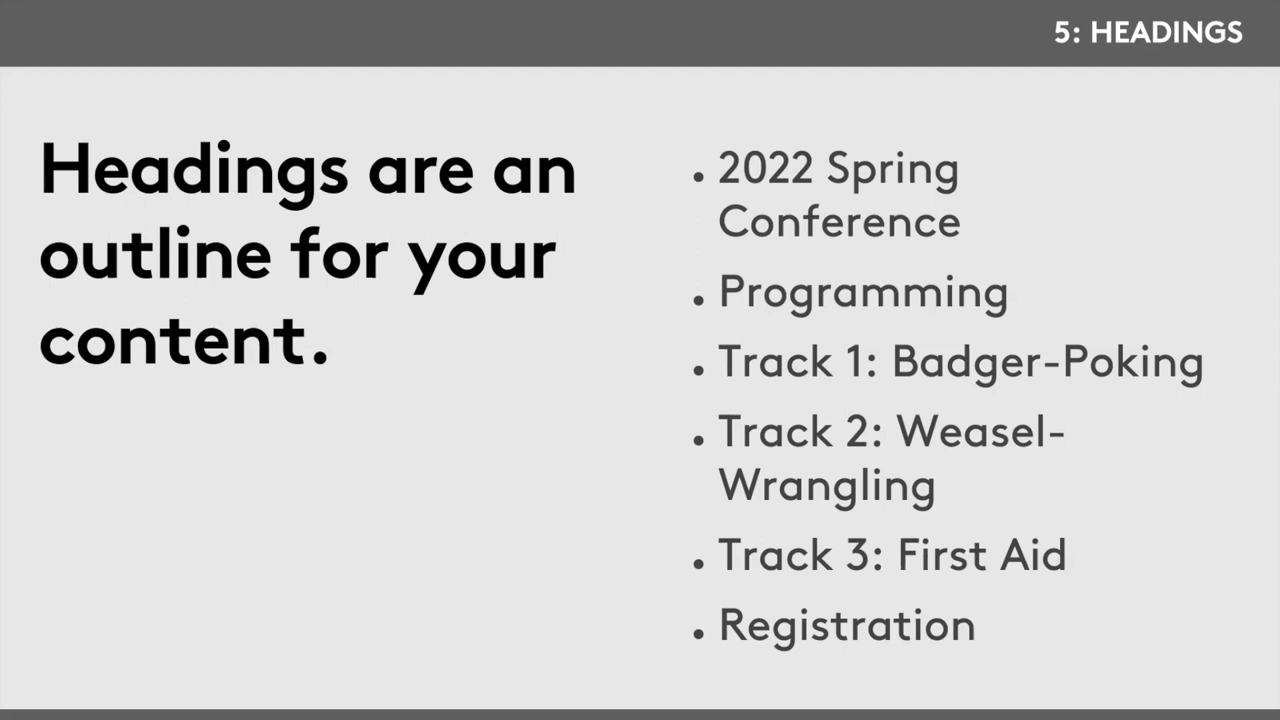 5: HEADINGS
Headings are an
outline for your
content.
• 2022 Spring
Conference
• Programming
• Track 1: Badger-Poking
• Track 2: Weasel-
Wrangling
• Track 3: First Aid
• Registration